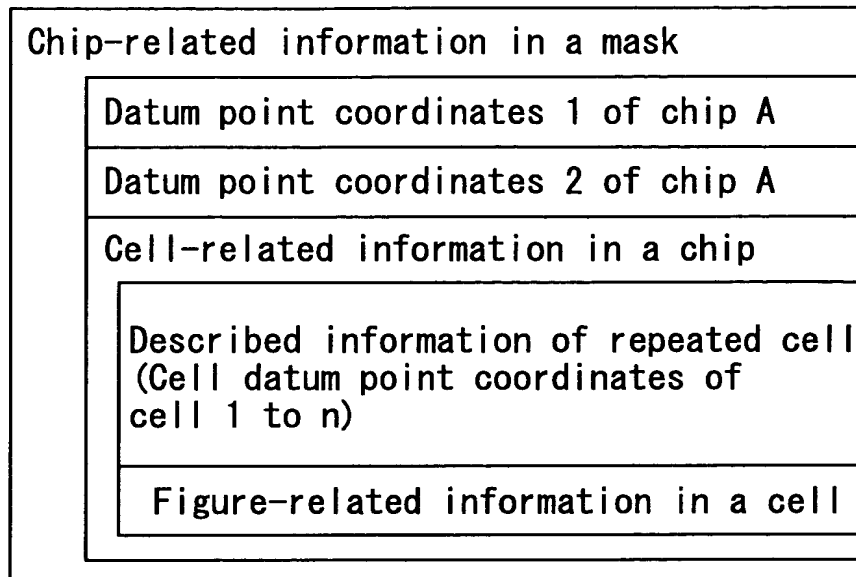 Chip-related information in a mask
Datum point coordinates 1 of chip A
Datum point coordinates 2 of chip A
Cell-related information in a chip
Described information of repeated cell
(Cell datum point coordinates of
cell 1 to n)
Figure-related information in a cell